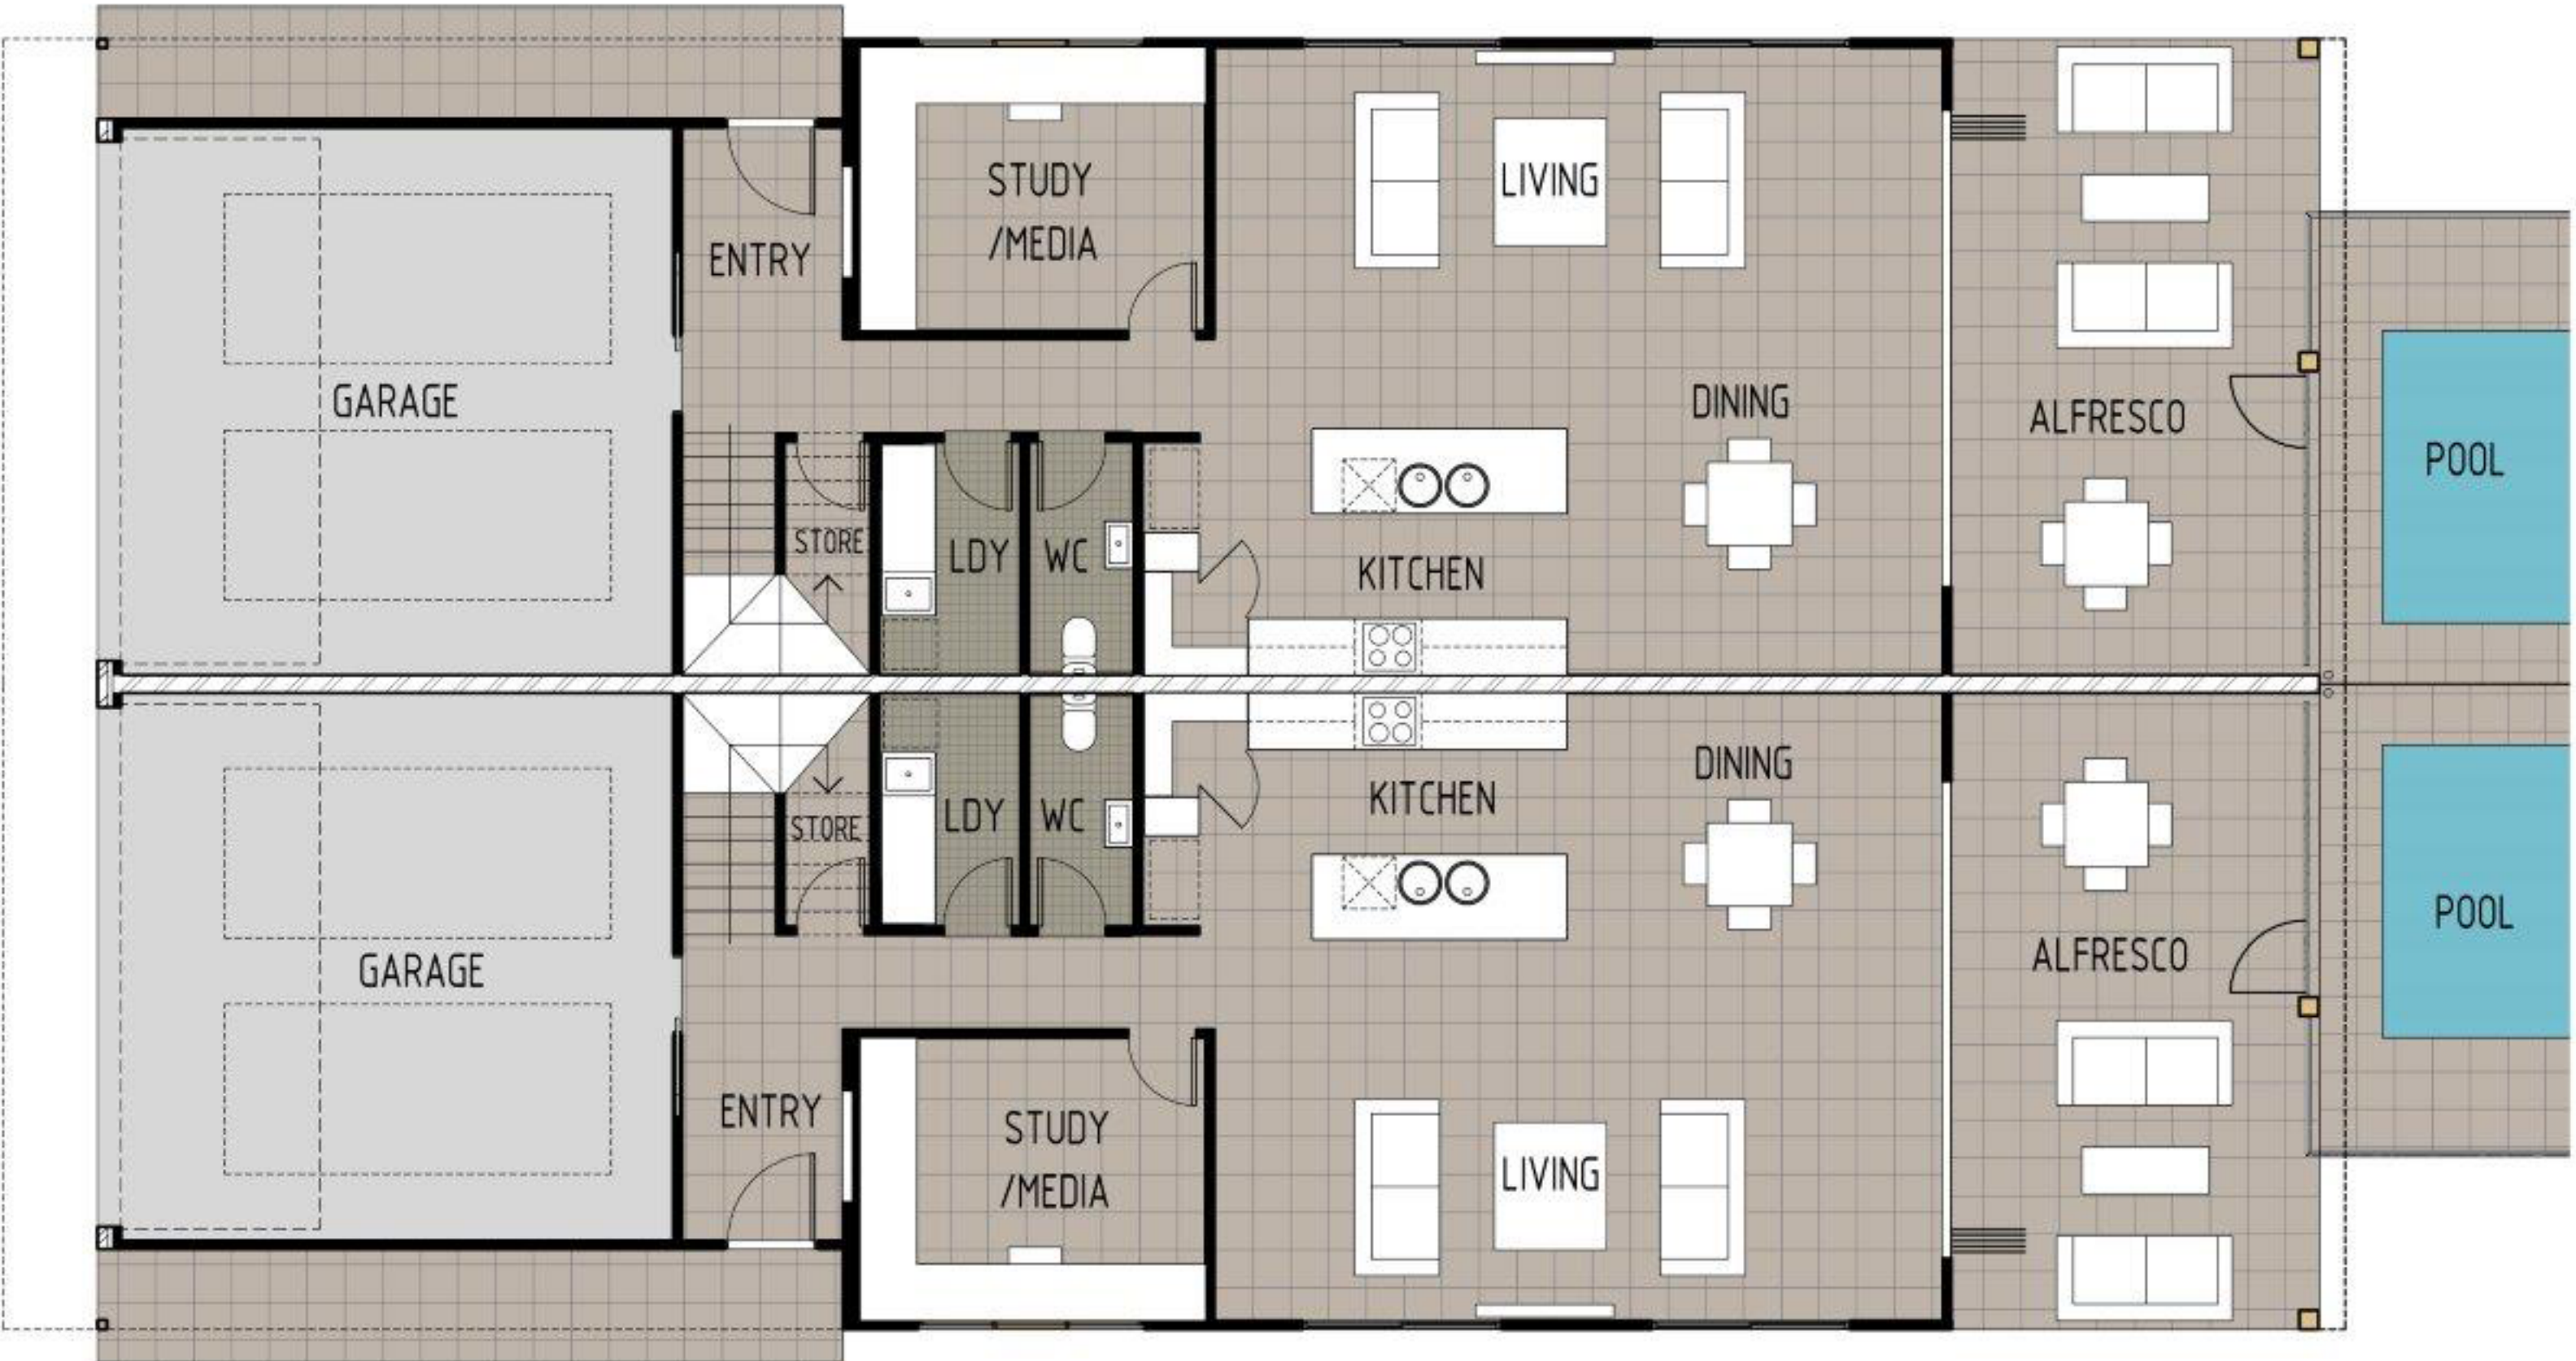 STUDY
/MEDIA
LIVING
ENTRY
GARAGE
DINING
ALFRESCO
POOL
STORE
LDY
WC
KITCHEN
DINING
KITCHEN
STORE
LDY
WC
POOL
ALFRESCO
GARAGE
ENTRY
STUDY
/MEDIA
LIVING